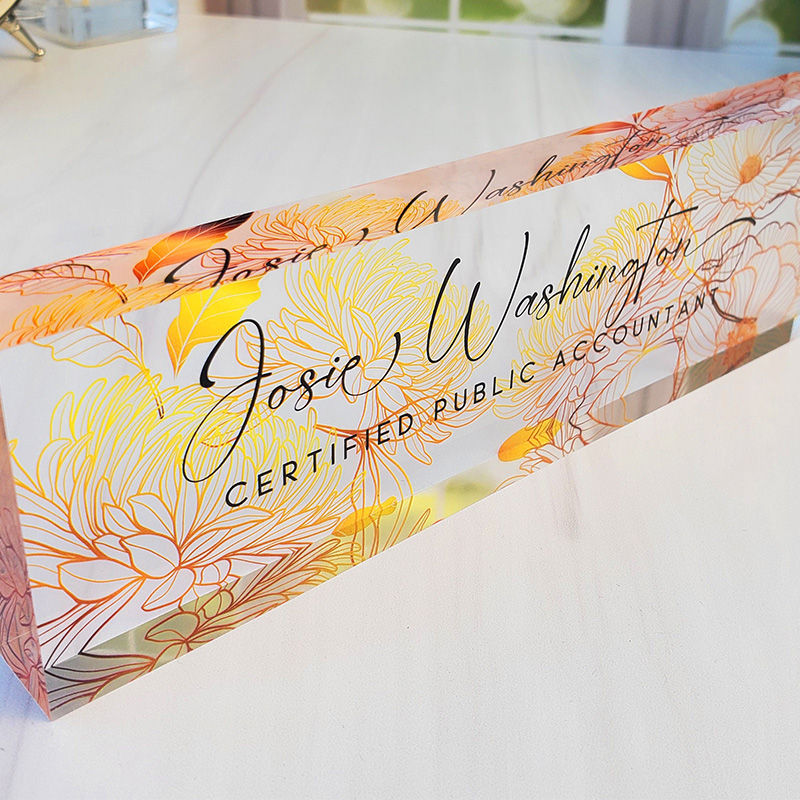 Josie Washington
CERTIFIED PUBLIC ACCOUNTANT